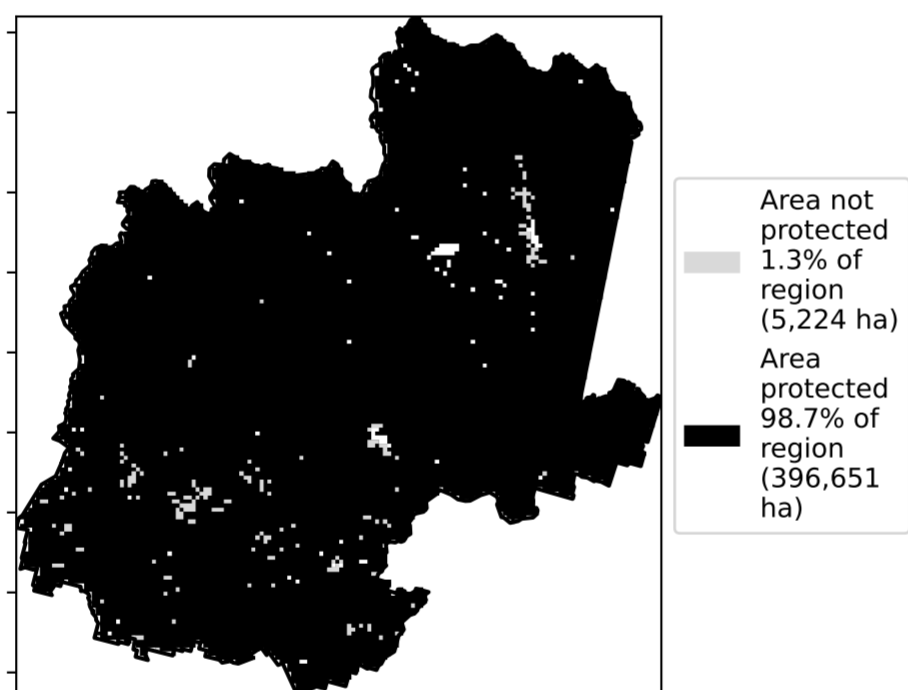 Area not
protected
1.3% of
region
(5,224 ha)
Area
protected
98.7% of
region
(396,651
ha)